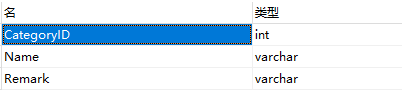 名 类型
CategoryID int
Name varchar
Remark varchar